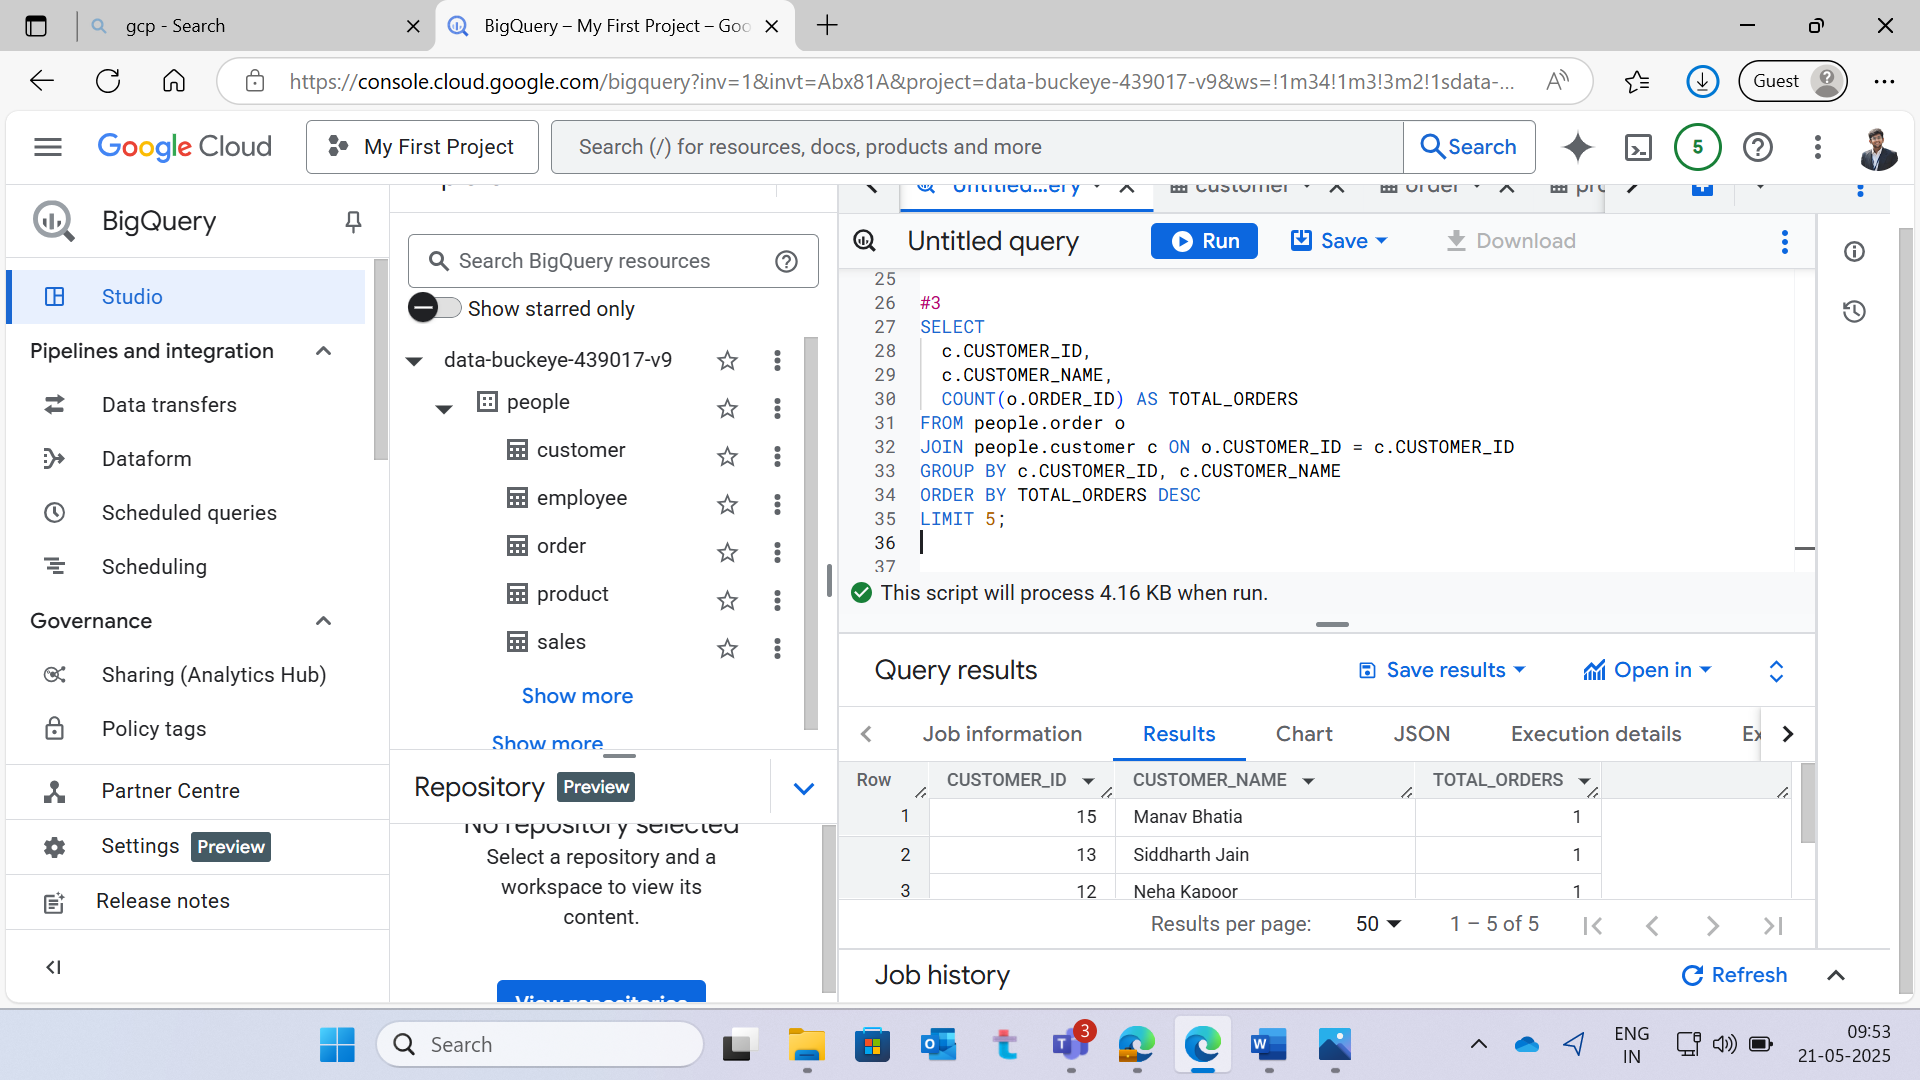 gcp - Search
BigQuery – My First Project – Goo
https://console.cloud.google.com/bigquery?inv=1&invt=Abx81A&project=data-buckeye-439017-v9&ws=!1m34!1m3!3m2!1sdata-...
Guest
Google Cloud
My First Project
Search (/) for resources, docs, products and more
Search
5
BigQuery
Studio
Pipelines and integration
Data transfers
Dataform
Scheduled queries
Scheduling
Governance
Sharing (Analytics Hub)
Policy tags
Partner Centre
Settings Preview
Release notes
Search BigQuery resources
Show starred only
data-buckeye-439017-v9
people
customer
employee
order
product
sales
Show more
Show more
Repository Preview
No repository selected
Select a repository and a
workspace to view its
content.
View repositories
Untitled...ery
customer
order
Untitled query
Run
Save
Download
25
26 #3
27 SELECT
28 c.CUSTOMER_ID,
29 c.CUSTOMER_NAME,
30 COUNT(o.ORDER_ID) AS TOTAL_ORDERS
31 FROM people.order o
32 JOIN people.customer c ON o.CUSTOMER_ID = c.CUSTOMER_ID
33 GROUP BY c.CUSTOMER_ID, c.CUSTOMER_NAME
34 ORDER BY TOTAL_ORDERS DESC
35 LIMIT 5;
36
37
This script will process 4.16 KB when run.
Query results
Save results
Open in
Job information
Results
Chart
JSON
Execution details
Ex
Row CUSTOMER_ID CUSTOMER_NAME TOTAL_ORDERS
1 15 Manav Bhatia 1
2 13 Siddharth Jain 1
3 12 Neha Kapoor 1
Results per page: 50 1 – 5 of 5
Job history
Refresh
Search
3
ENG
IN
09:53
21-05-2025